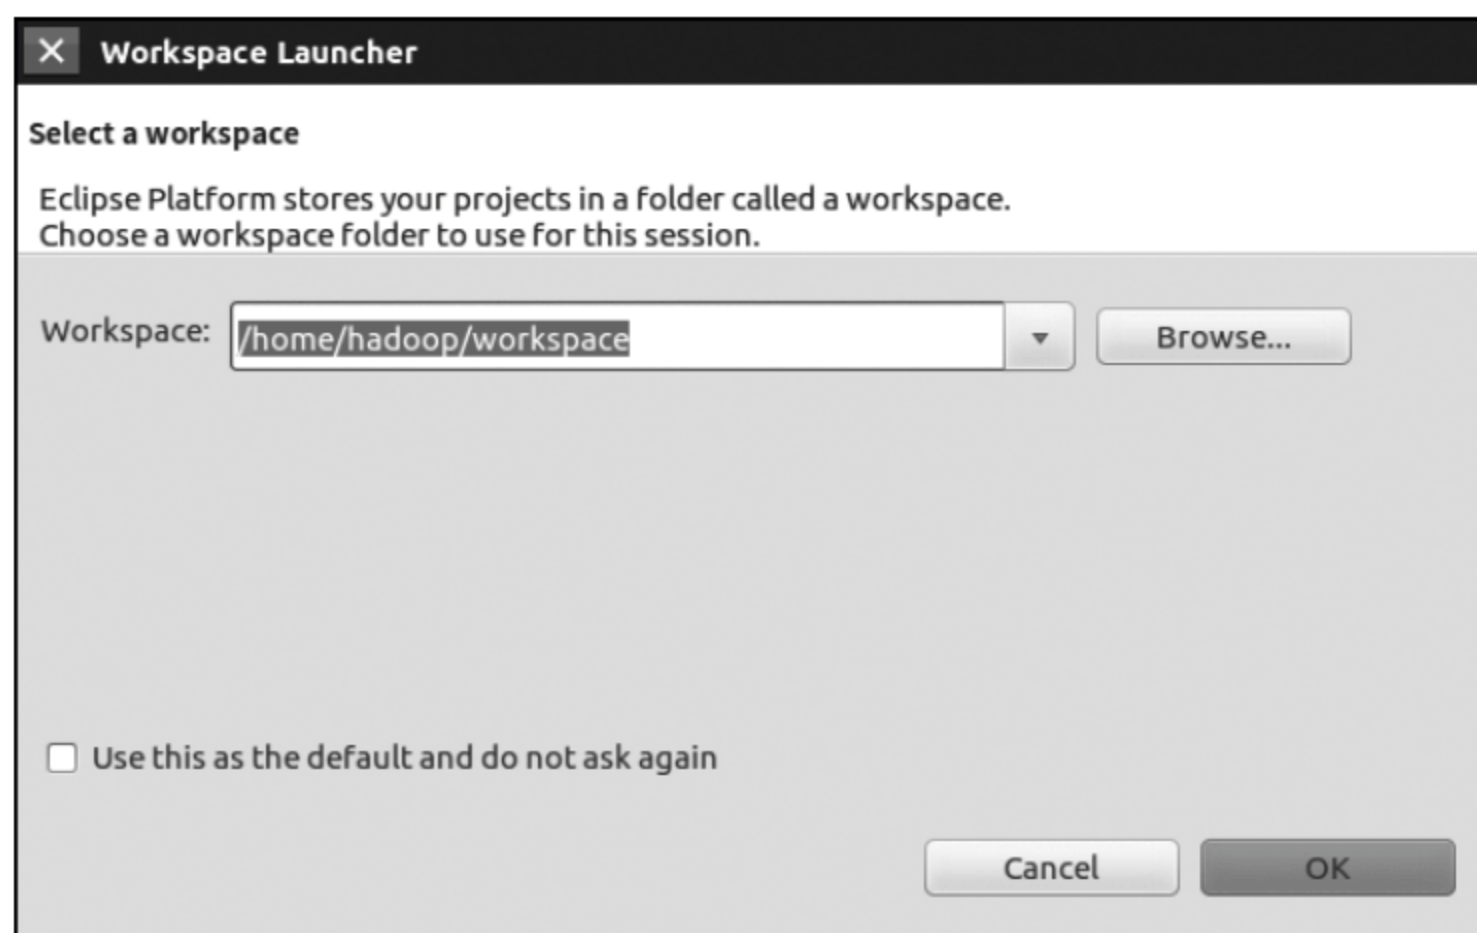 Workspace Launcher
Select a workspace
Eclipse Platform stores your projects in a folder called a workspace.
Choose a workspace folder to use for this session.
Workspace: /home/hadoop/workspace Browse...
Use this as the default and do not ask again
Cancel OK